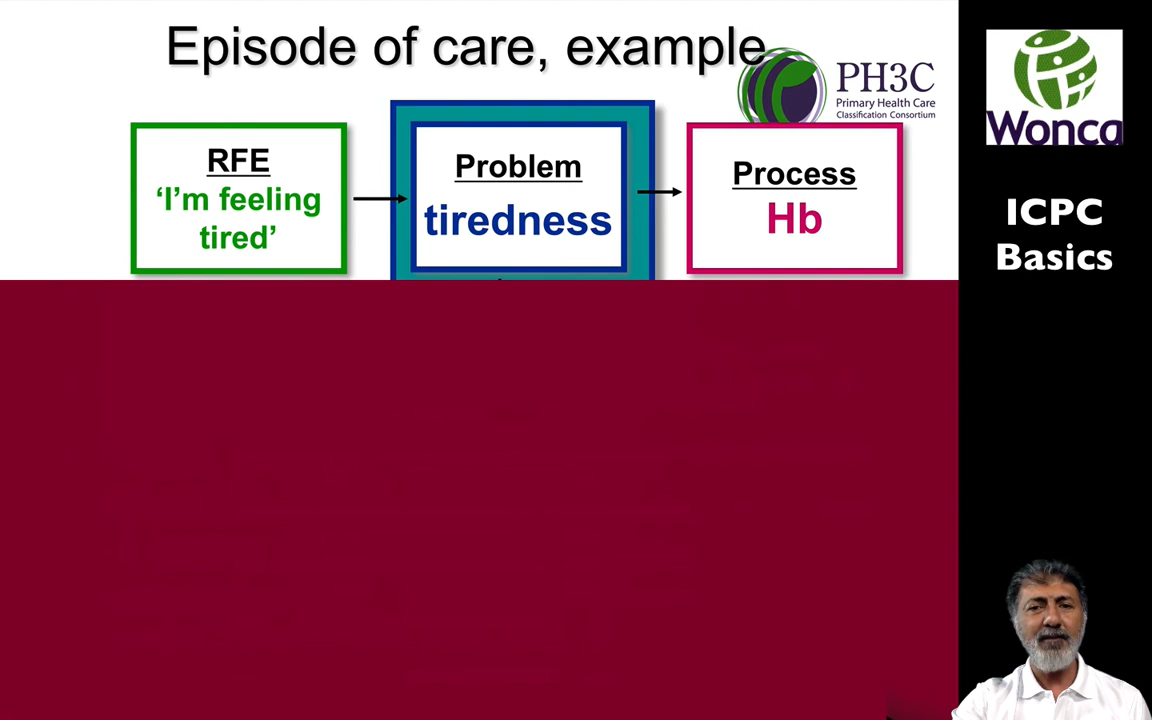 Episode of care, example
PH3C
Primary Health Care
Classification Consortium
RFE
‘I’m feeling
tired’
Problem
tiredness
Process
Hb
Wonca
ICPC
Basics